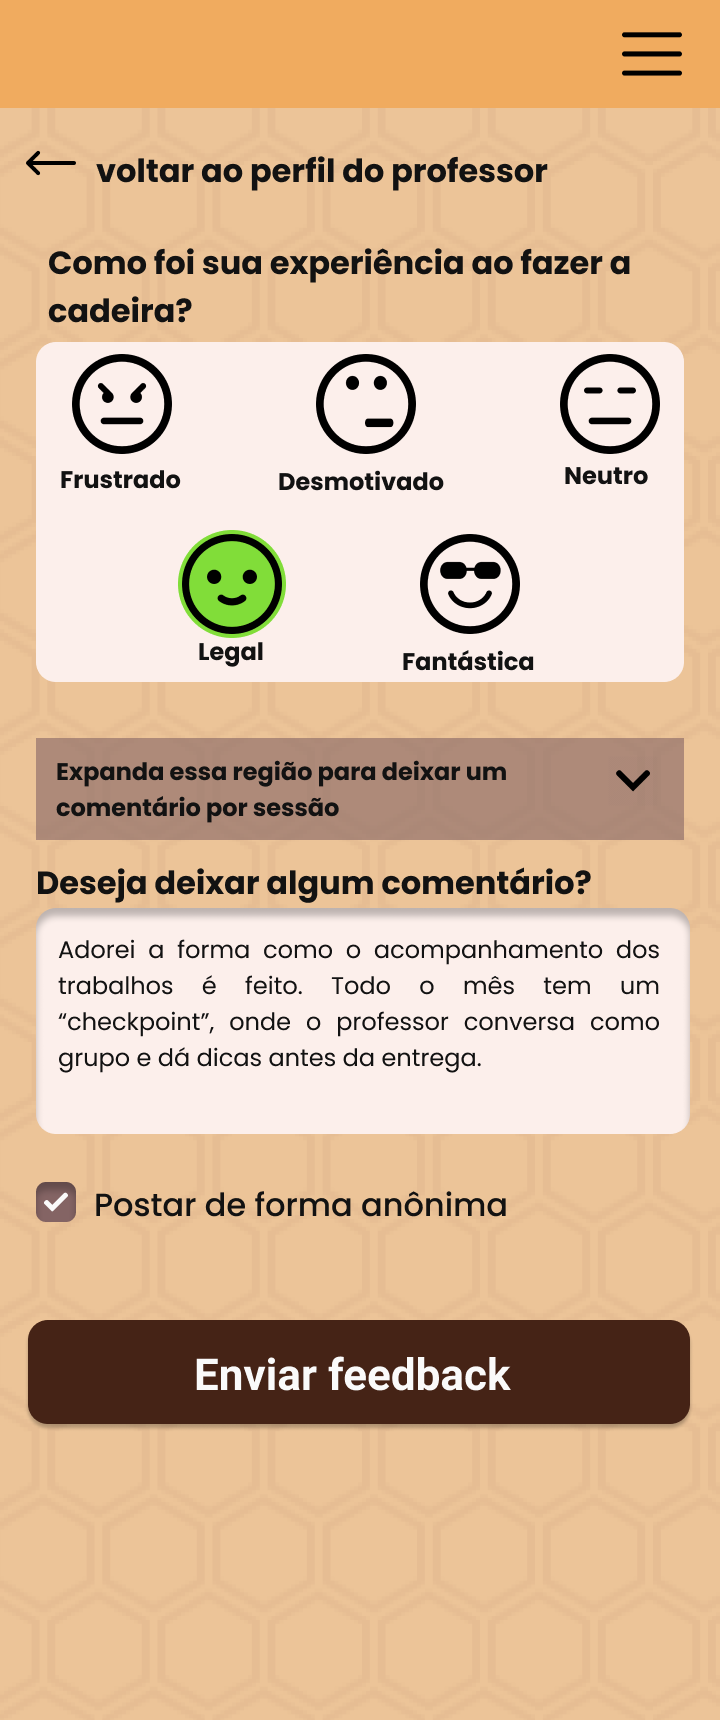 voltar ao perfil do professor
Como foi sua experiência ao fazer a
cadeira?
Frustrado
Desmotivado
Neutro
Legal
Fantástica
Expanda essa região para deixar um
comentário por sessão
Deseja deixar algum comentário?
Adorei a forma como o acompanhamento dos
trabalhos é feito. Todo o mês tem um
“checkpoint”, onde o professor conversa como
grupo e dá dicas antes da entrega.
Postar de forma anônima
Enviar feedback